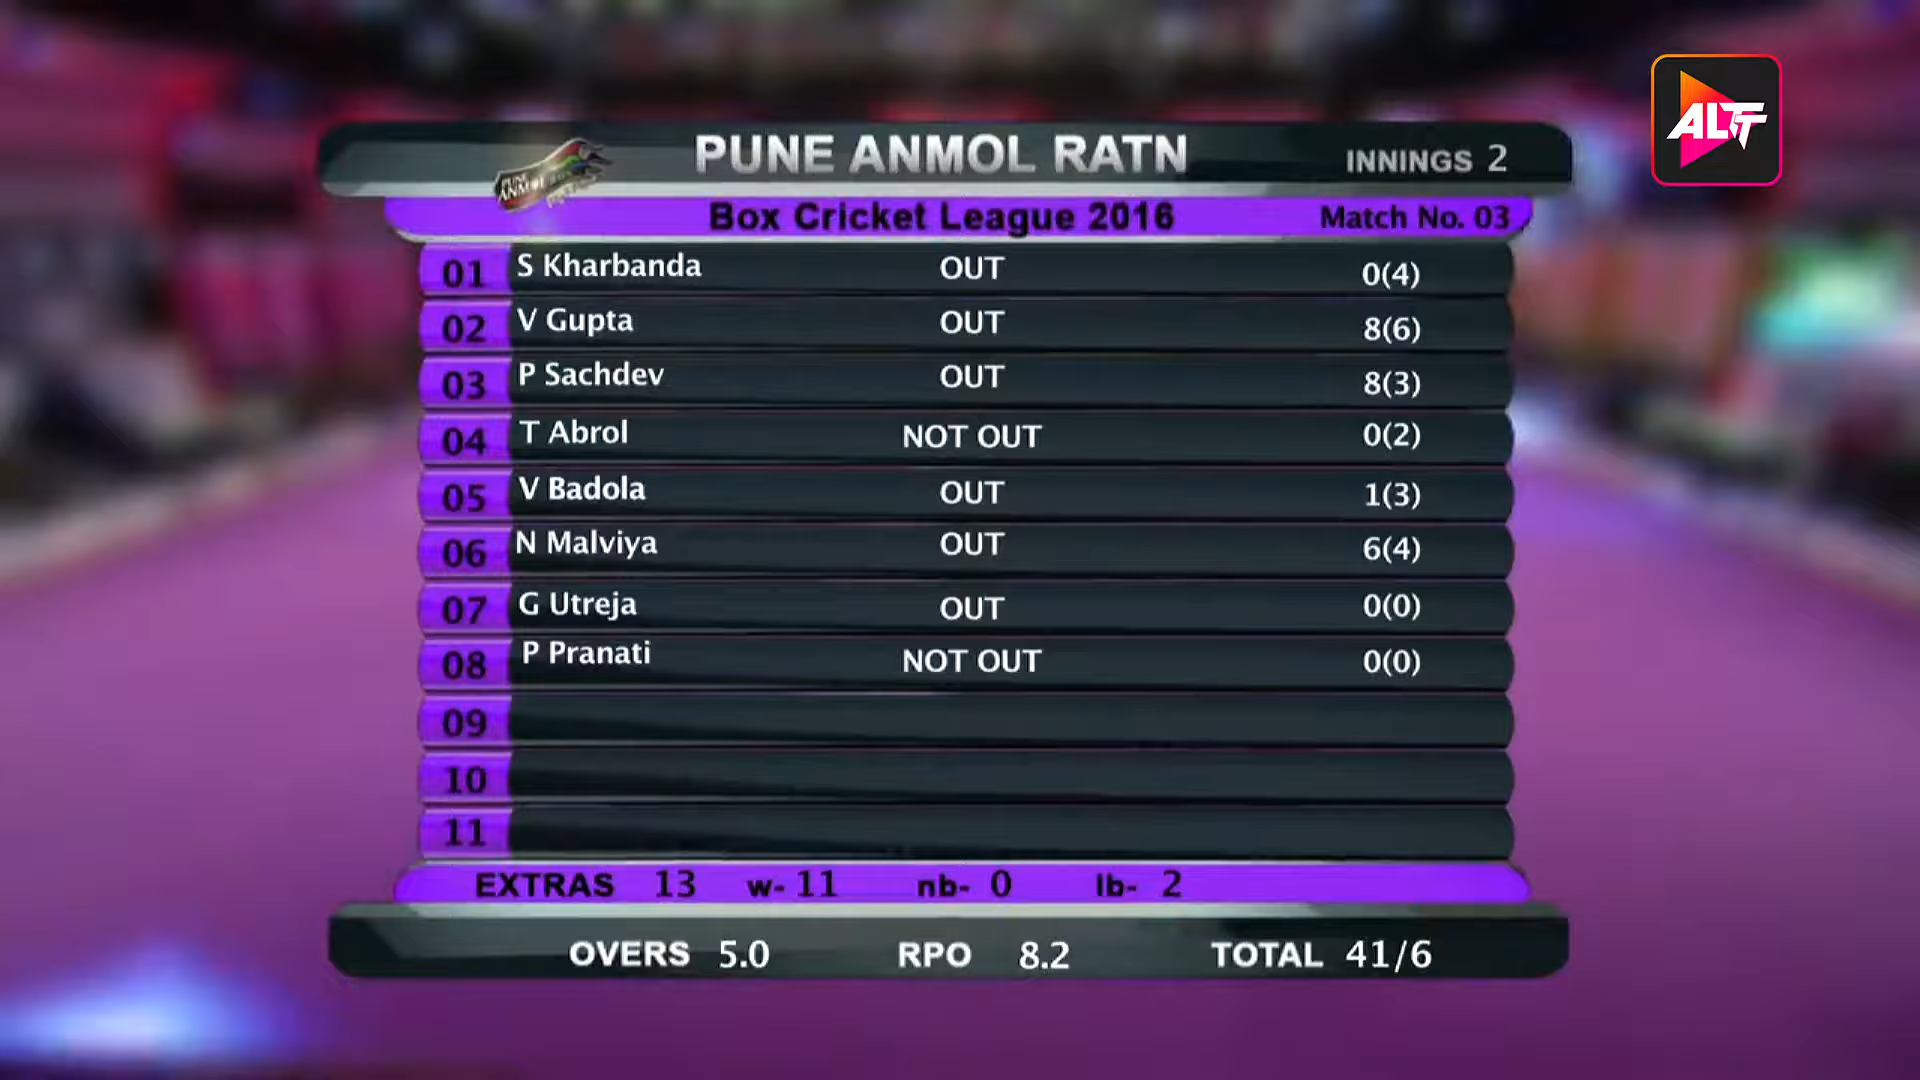 ALTT
PUNE ANMOL RATN INNINGS 2
PUNE
ANMOL
Box Cricket League 2016 Match No. 03
01 S Kharbanda OUT 0(4)
02 V Gupta OUT 8(6)
03 P Sachdev OUT 8(3)
04 T Abrol NOT OUT 0(2)
05 V Badola OUT 1(3)
06 N Malviya OUT 6(4)
07 G Utreja OUT 0(0)
08 P Pranati NOT OUT 0(0)
09
10
11
EXTRAS 13 w- 11 nb- 0 lb- 2
OVERS 5.0 RPO 8.2 TOTAL 41/6